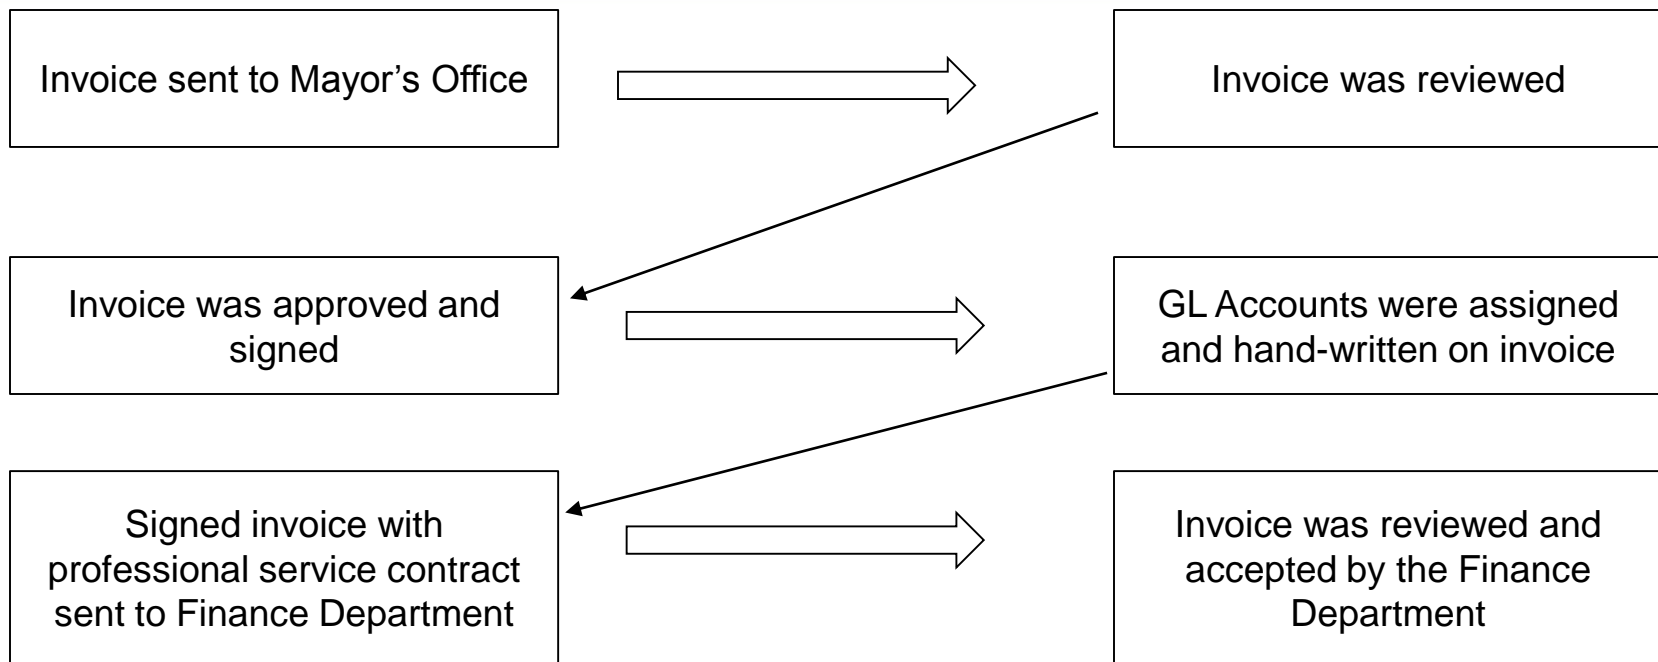 Invoice sent to Mayor’s Office
Invoice was reviewed
Invoice was approved and
signed
GL Accounts were assigned
and hand-written on invoice
Signed invoice with
professional service contract
sent to Finance Department
Invoice was reviewed and
accepted by the Finance
Department